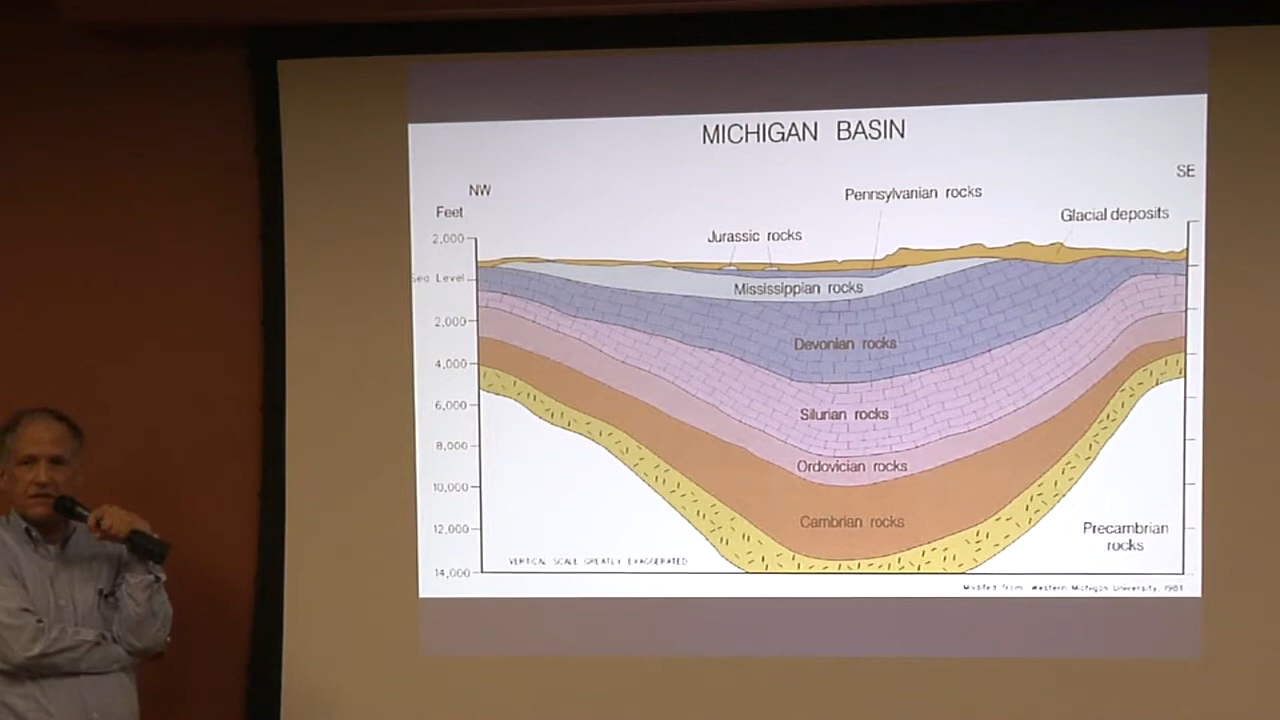 MICHIGAN BASIN
NW
SE
Pennsylvanian rocks
Feet
Glacial deposits
2,000
Jurassic rocks
Sea Level
Mississippian rocks
2,000
Devonian rocks
4,000
6,000
Silurian rocks
8,000
Ordovician rocks
10,000
Cambrian rocks
12,000
Precambrian
rocks
VERTICAL SCALE GREATLY EXAGGERATED
14,000
Modified from Western Michigan University, 1981